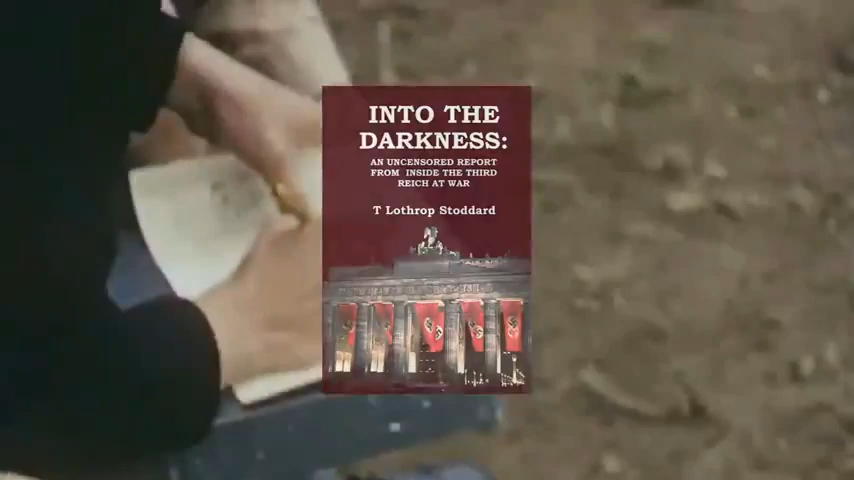 INTO THE
DARKNESS:
AN UNCENSORED REPORT
FROM INSIDE THE THIRD
REICH AT WAR
T Lothrop Stoddard